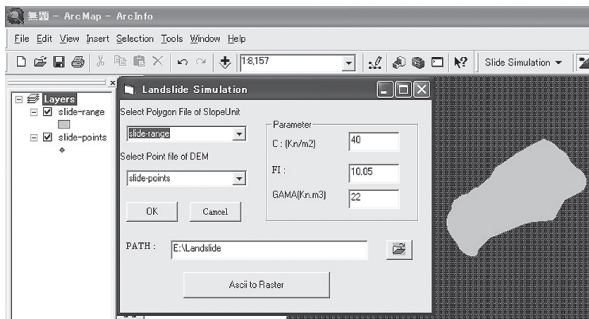 無題 - ArcMap - ArcInfo
File Edit View Insert Selection Tools Window Help
1:8,157
Slide Simulation
Layers
slide-range
slide-points
Landslide Simulation
Select Polygon File of SlopeUnit
slide-range
Select Point file of DEM
slide-points
OK Cancel
Parameter
C : (Kn/m2) 40
FI : 10.05
GAMA(Kn.m3) 22
PATH : E:\Landslide
Ascii to Raster